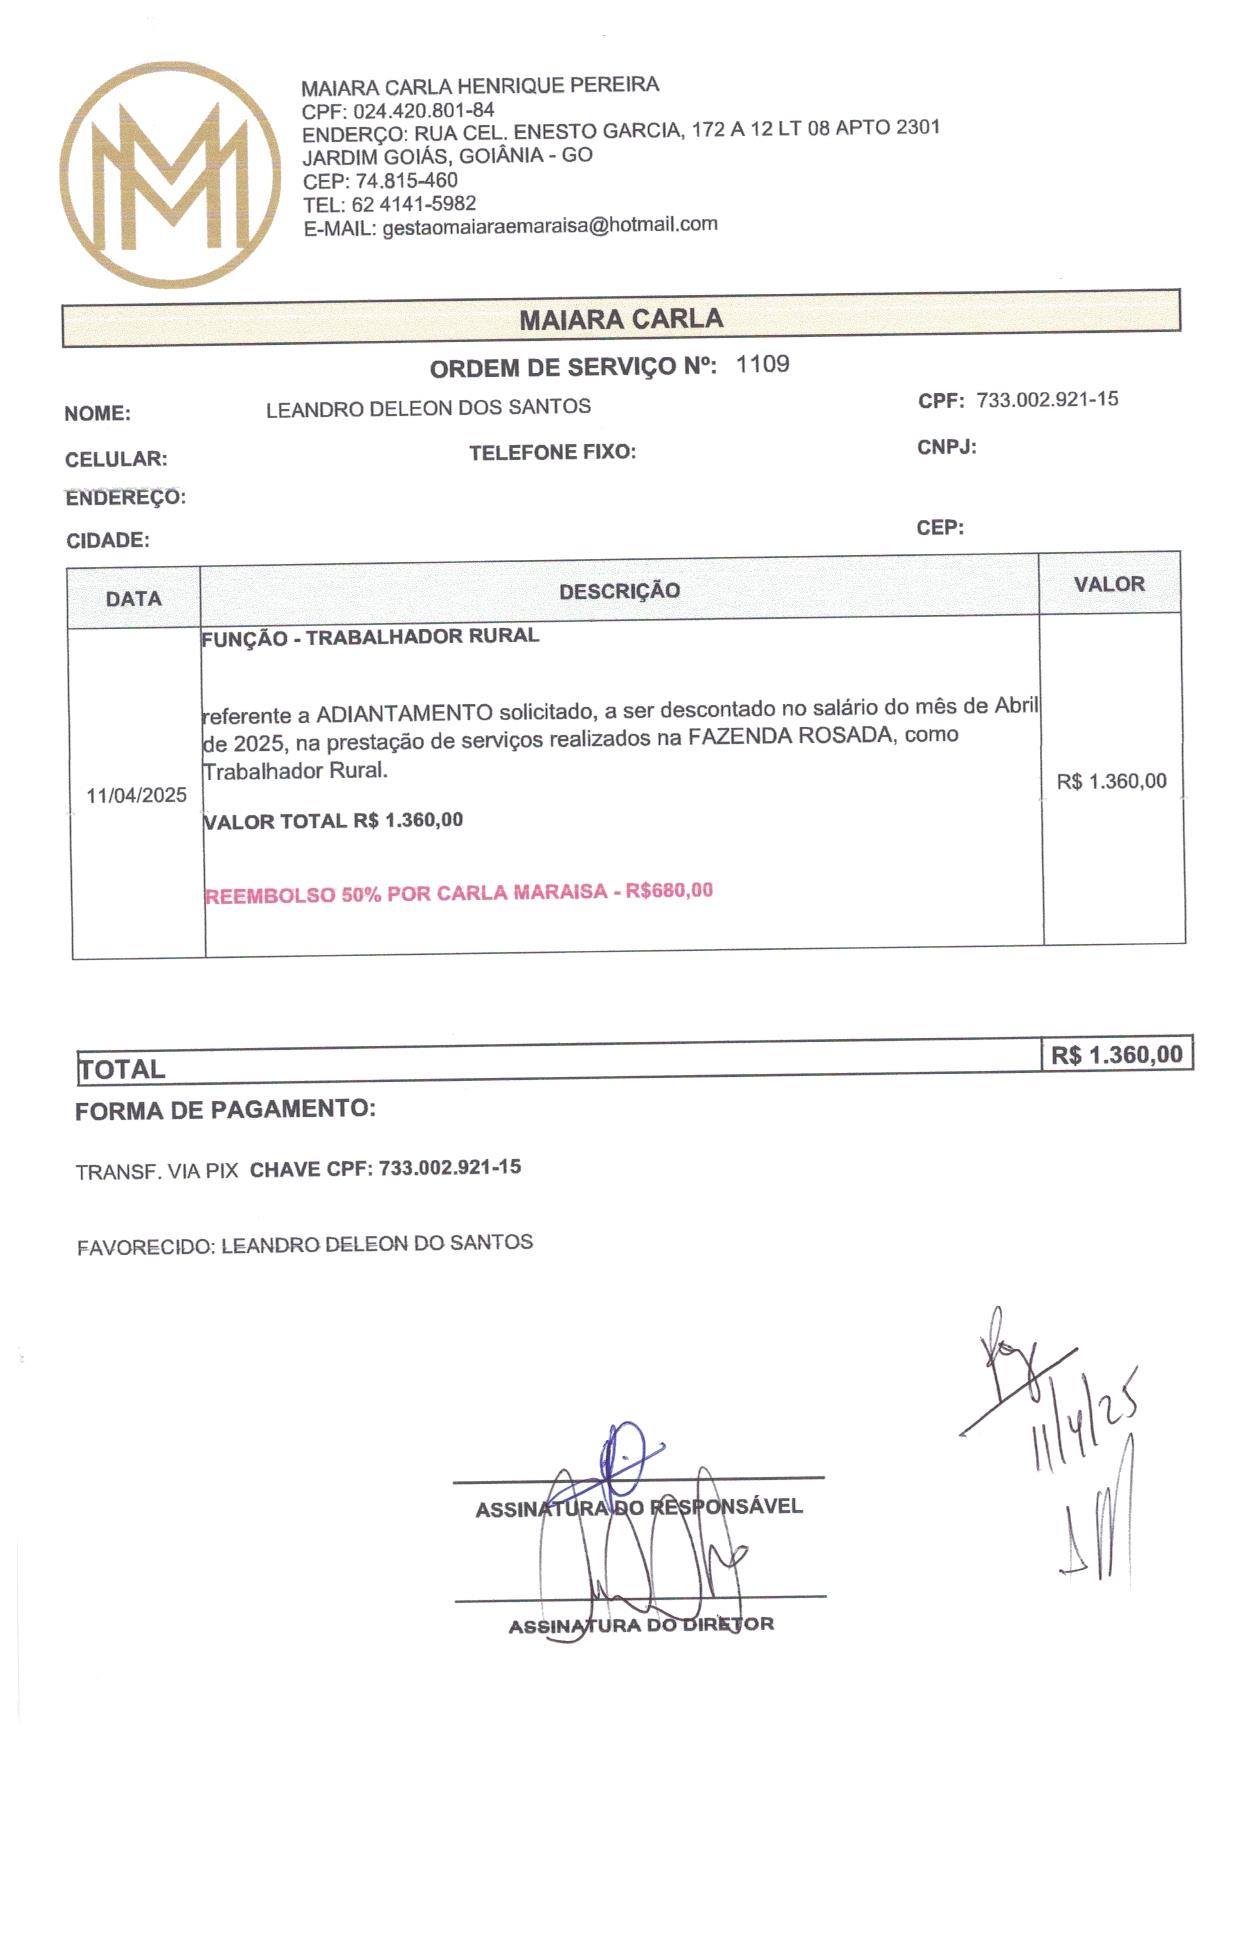 MAIARA CARLA HENRIQUE PEREIRA
CPF: 024.420.801-84
ENDERÇO: RUA CEL. ENESTO GARCIA, 172 A 12 LT 08 APTO 2301
JARDIM GOIÁS, GOIÂNIA - GO
CEP: 74.815-460
TEL: 62 4141-5982
E-MAIL: gestaomaiaraemaraisa@hotmail.com
MAIARA CARLA
ORDEM DE SERVIÇO Nº: 1109
NOME: LEANDRO DELEON DOS SANTOS CPF: 733.002.921-15
CELULAR: TELEFONE FIXO: CNPJ:
ENDEREÇO:
CIDADE: CEP:
DATA DESCRIÇÃO VALOR
FUNÇÃO - TRABALHADOR RURAL
referente a ADIANTAMENTO solicitado, a ser descontado no salário do mês de Abril
de 2025, na prestação de serviços realizados na FAZENDA ROSADA, como
Trabalhador Rural.
11/04/2025 R$ 1.360,00
VALOR TOTAL R$ 1.360,00
REEMBOLSO 50% POR CARLA MARAISA - R$680,00
TOTAL R$ 1.360,00
FORMA DE PAGAMENTO:
TRANSF. VIA PIX CHAVE CPF: 733.002.921-15
FAVORECIDO: LEANDRO DELEON DO SANTOS
11/4/25
ASSINATURA DO RESPONSÁVEL
ASSINATURA DO DIRETOR